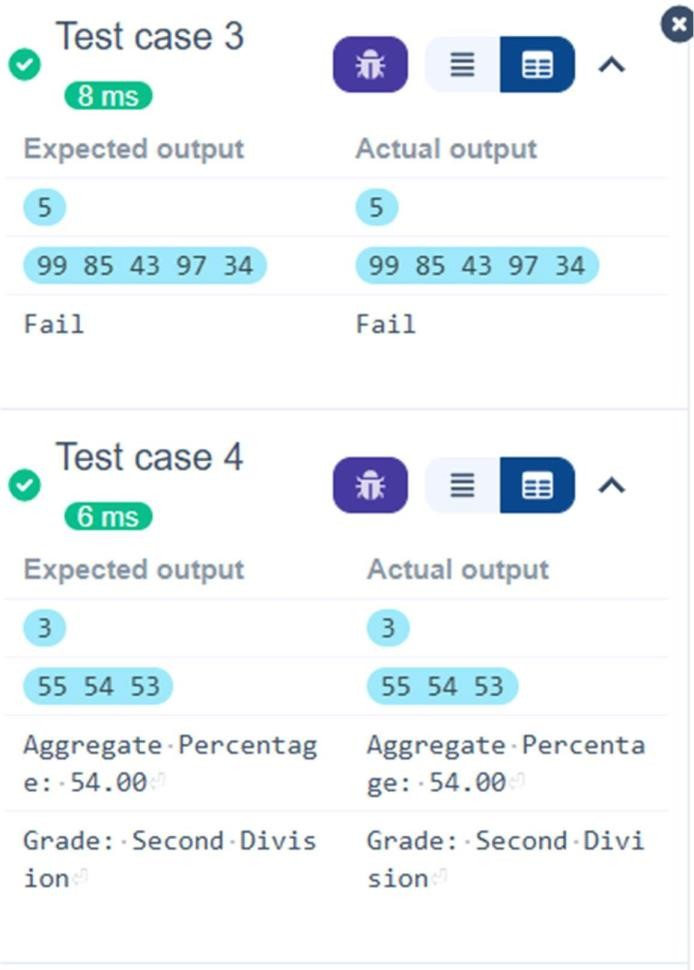 Test case 3
8 ms
Expected output Actual output
5 5
99 85 43 97 34 99 85 43 97 34
Fail Fail
Test case 4
6 ms
Expected output Actual output
3 3
55 54 53 55 54 53
Aggregate·Percentag Aggregate·Percenta
e:·54.00⏎ ge:·54.00⏎
Grade:·Second·Divis Grade:·Second·Divi
ion⏎ sion⏎